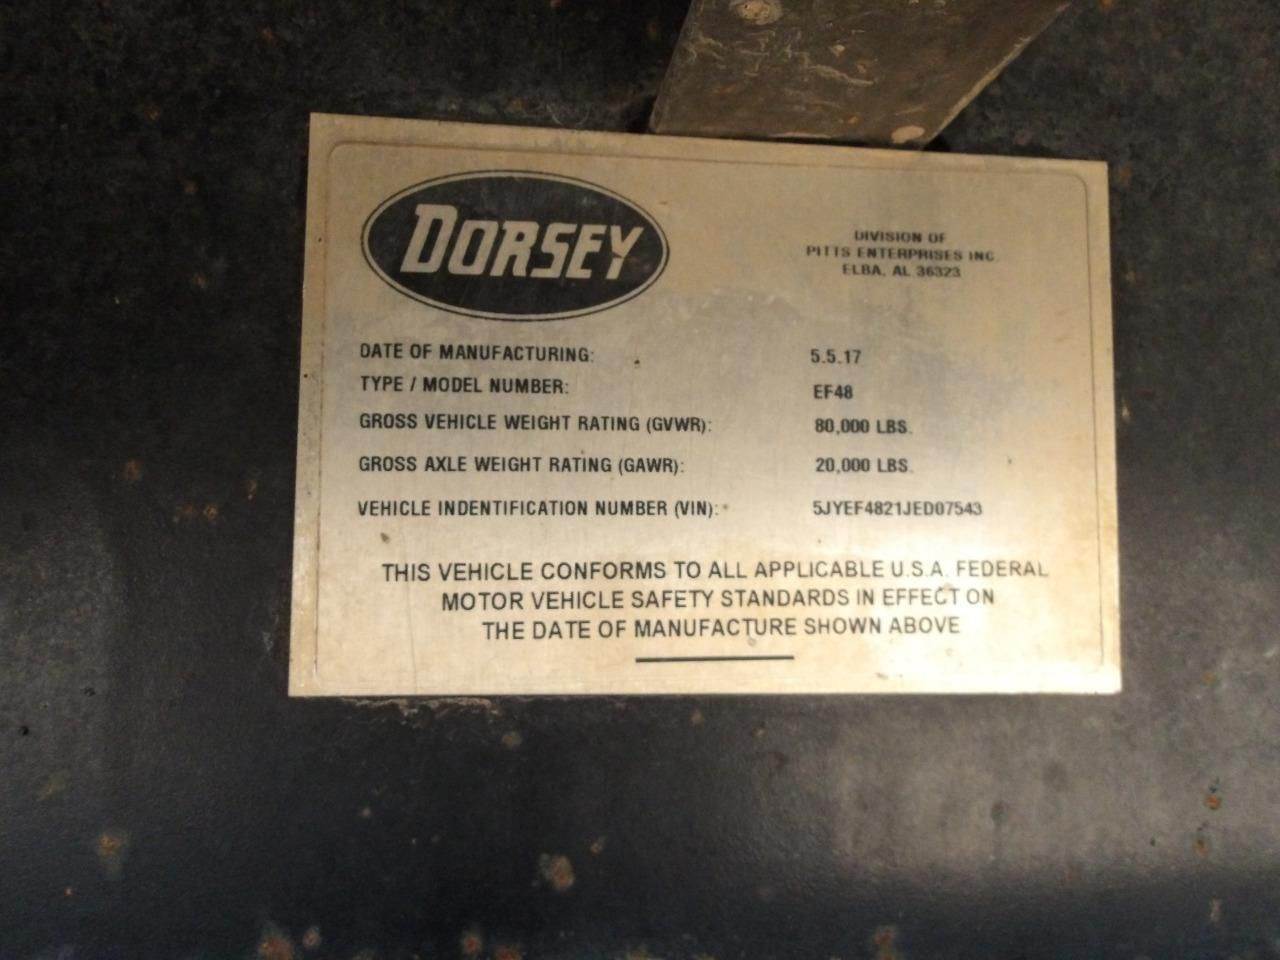 DORSEY
DIVISION OF
PITTS ENTERPRISES INC.
ELBA, AL 36323
DATE OF MANUFACTURING: 5.5.17
TYPE / MODEL NUMBER: EF48
GROSS VEHICLE WEIGHT RATING (GVWR): 80,000 LBS.
GROSS AXLE WEIGHT RATING (GAWR): 20,000 LBS.
VEHICLE INDENTIFICATION NUMBER (VIN): 5JYEF4821JED07543
THIS VEHICLE CONFORMS TO ALL APPLICABLE U.S.A. FEDERAL
MOTOR VEHICLE SAFETY STANDARDS IN EFFECT ON
THE DATE OF MANUFACTURE SHOWN ABOVE